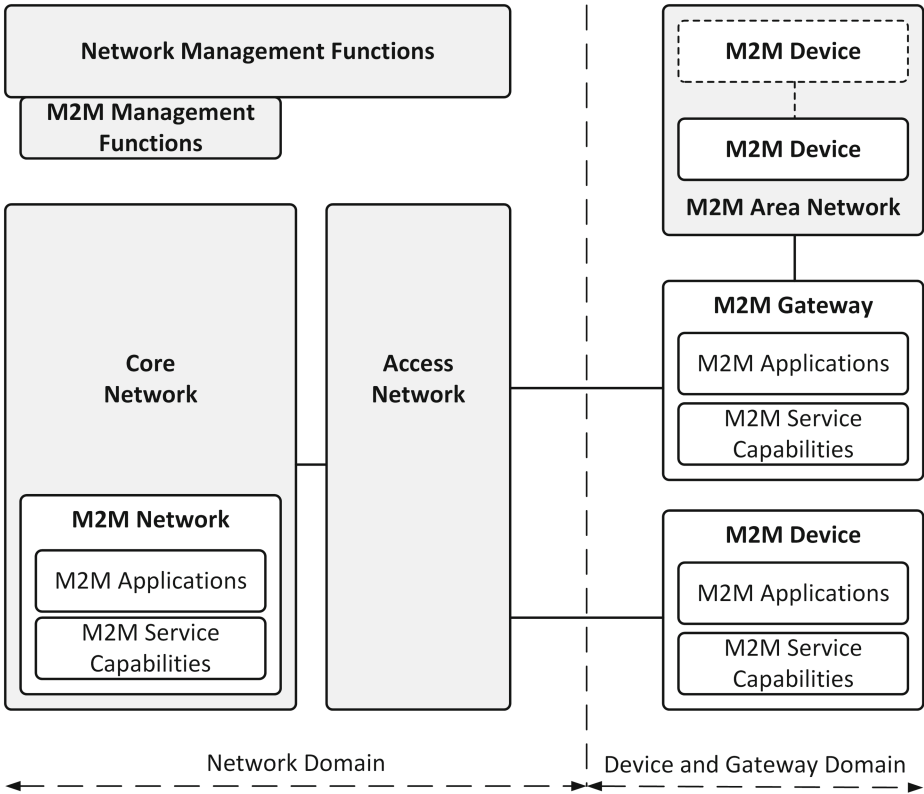 Network Management Functions
M2M Management
Functions
Core
Network
M2M Network
M2M Applications
M2M Service
Capabilities
Access
Network
M2M Device
M2M Device
M2M Area Network
M2M Gateway
M2M Applications
M2M Service
Capabilities
M2M Device
M2M Applications
M2M Service
Capabilities
Network Domain
Device and Gateway Domain